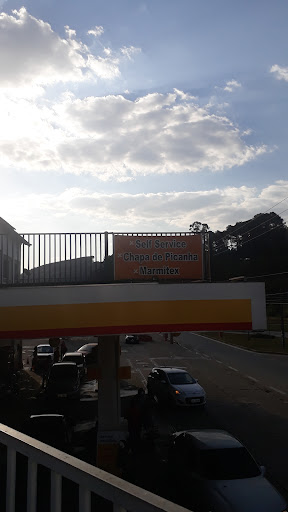 - Self Service
- Chapa de Picanha
- Marmitex